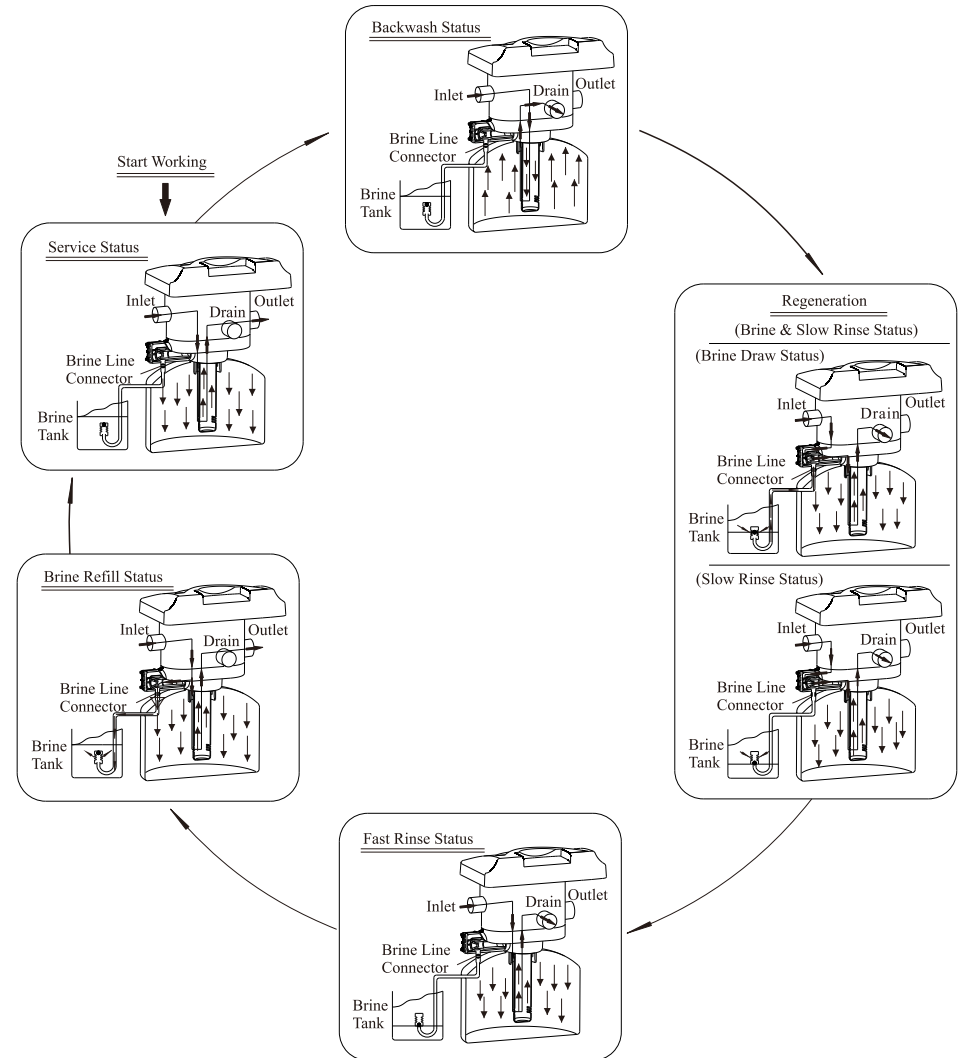 Backwash Status
Inlet
Drain
Outlet
Brine Line
Connector
Brine
Tank
Start Working
Service Status
Inlet
Drain
Outlet
Brine Line
Connector
Brine
Tank
Regeneration
(Brine & Slow Rinse Status)
(Brine Draw Status)
Inlet
Drain
Outlet
Brine Line
Connector
Brine
Tank
(Slow Rinse Status)
Inlet
Drain
Outlet
Brine Line
Connector
Brine
Tank
Brine Refill Status
Inlet
Drain
Outlet
Brine Line
Connector
Brine
Tank
Fast Rinse Status
Inlet
Drain
Outlet
Brine Line
Connector
Brine
Tank